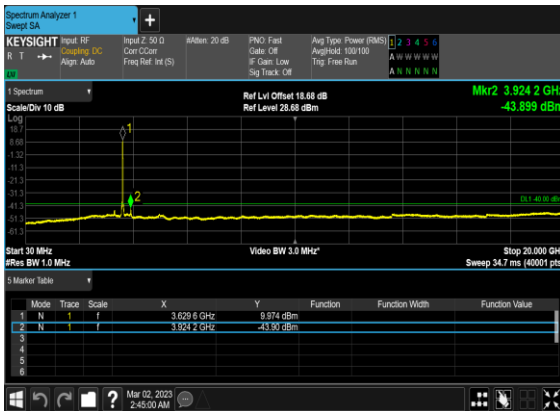 Spectrum Analyzer 1
Swept SA
KEYSIGHT
R T
Input: RF
Coupling: DC
Align: Auto
Input Z: 50 Ω
Corr CCorr
Freq Ref: Int (S)
#Atten: 20 dB
PNO: Fast
Gate: Off
IF Gain: Low
Sig Track: Off
Avg Type: Power (RMS)
Avg|Hold: 100/100
Trig: Free Run
1 2 3 4 5 6
A W W W W W
A N N N N N
1 Spectrum
Scale/Div 10 dB
Ref Lvl Offset 18.68 dB
Ref Level 28.68 dBm
Mkr2 3.924 2 GHz
-43.899 dBm
Log
18.7
8.68
-1.32
-11.3
-21.3
-31.3
-41.3
-51.3
-61.3
1
2
DL1 -40.00 dBm
Start 30 MHz
#Res BW 1.0 MHz
Video BW 3.0 MHz*
Stop 20.000 GH
Sweep 34.7 ms (40001 pts
5 Marker Table
Mode Trace Scale X Y Function Function Width Function Value
1 N 1 f 3.629 6 GHz 9.974 dBm
2 N 1 f 3.924 2 GHz -43.90 dBm
3
4
5
6
?
Mar 02, 2023
2:45:00 AM